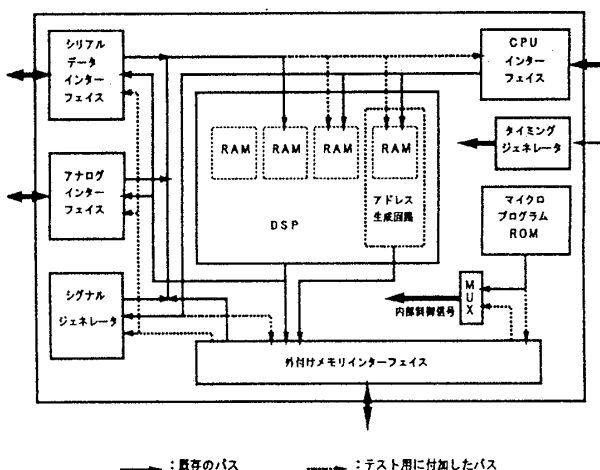 シリアル
データ
インター
フェイス
CPU
インター
フェイス
タイミング
ジェネレータ
RAM
RAM
RAM
RAM
アナログ
インター
フェイス
アドレス
生成回路
DSP
マイクロ
プログラム
ROM
シグナル
ジェネレータ
MUX
内部制御信号
外付けメモリインターフェイス
：既存のバス
：テスト用に付加したバス